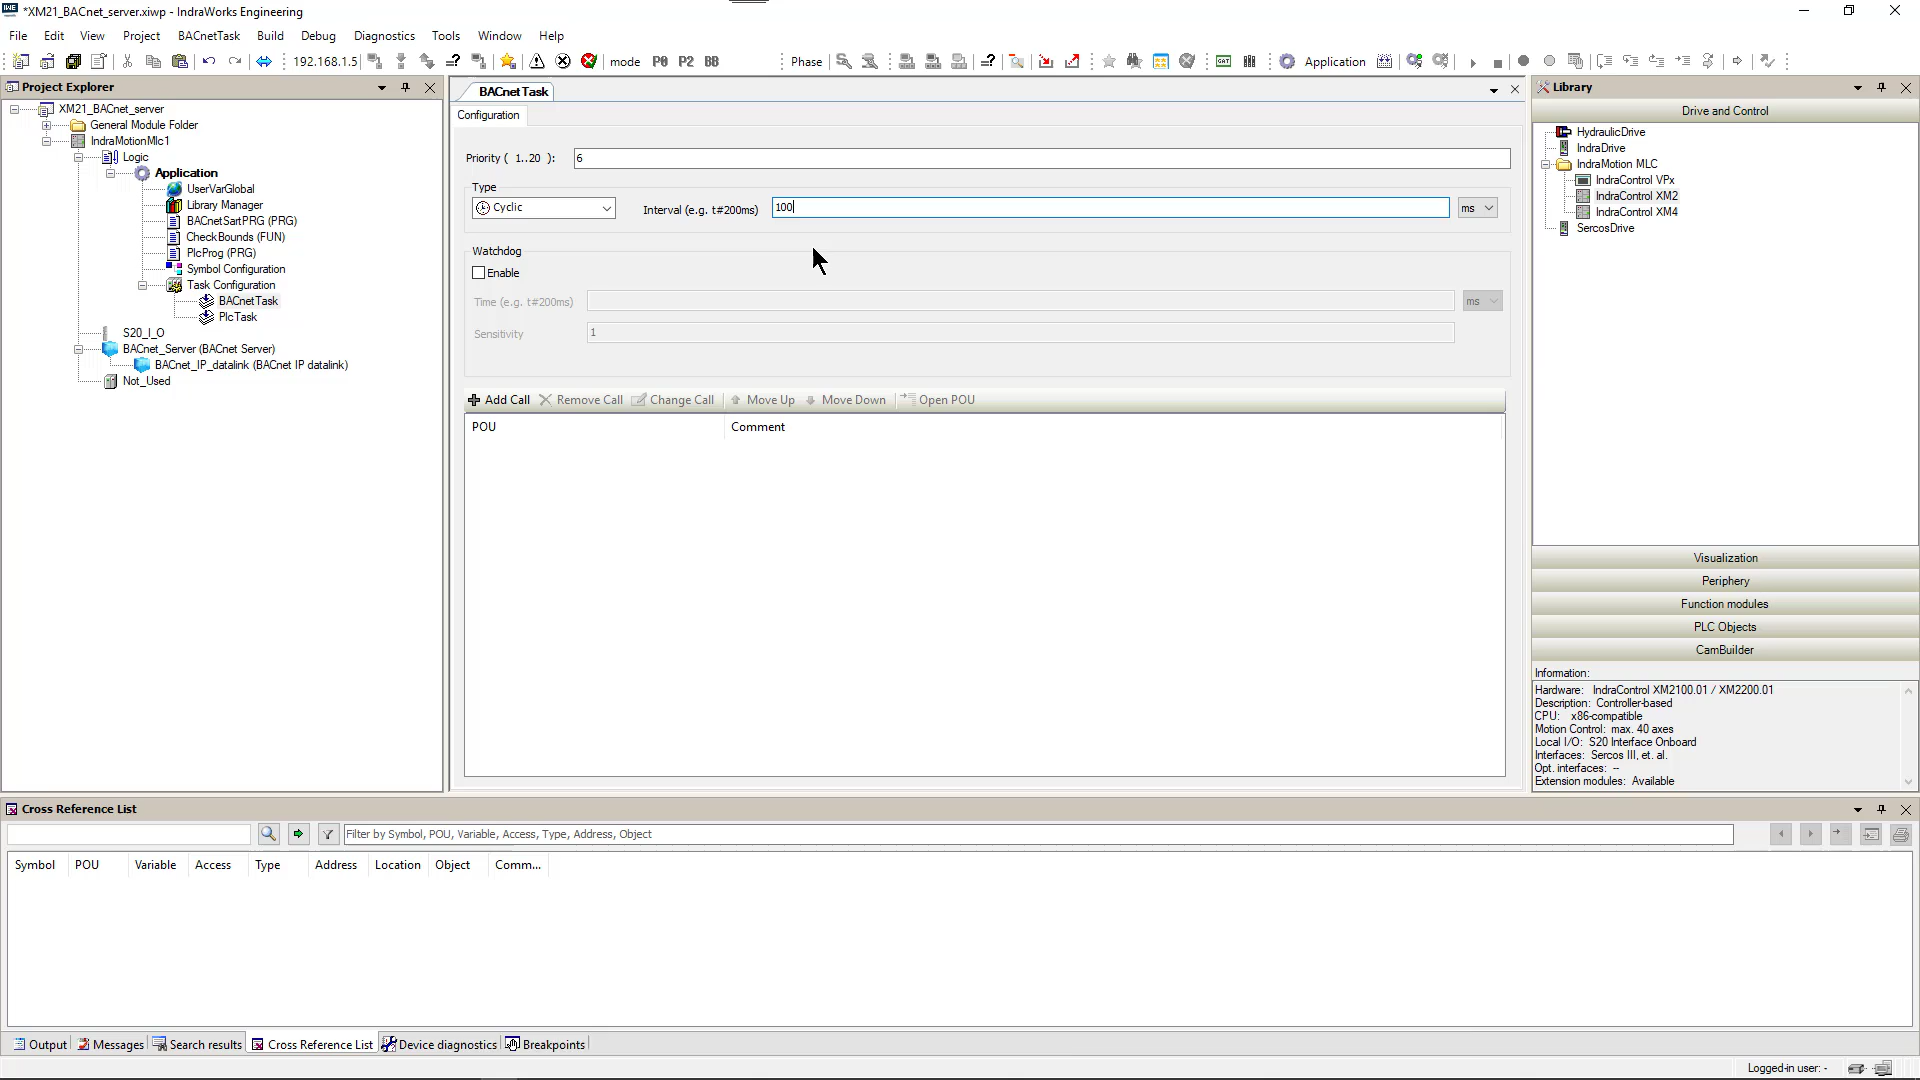 *XM21_BACnet_server.xiwp - IndraWorks Engineering
File Edit View Project BACnetTask Build Debug Diagnostics Tools Window Help
192.168.1.5 mode P0 P2 BB Phase Application
Project Explorer
XM21_BACnet_server
General Module Folder
IndraMotionMlc1
Logic
Application
UserVarGlobal
Library Manager
BACnetSartPRG (PRG)
CheckBounds (FUN)
PlcProg (PRG)
Symbol Configuration
Task Configuration
BACnetTask
PlcTask
S20_I_O
BACnet_Server (BACnet Server)
BACnet_IP_datalink (BACnet IP datalink)
Not_Used
BACnetTask
Configuration
Priority ( 1..20 ): 6
Type
Cyclic Interval (e.g. t#200ms) 100 ms
Watchdog
Enable
Time (e.g. t#200ms) ms
Sensitivity 1
Add Call Remove Call Change Call Move Up Move Down Open POU
POU Comment
Library
Drive and Control
HydraulicDrive
IndraDrive
IndraMotion MLC
IndraControl VPx
IndraControl XM2
IndraControl XM4
SercosDrive
Visualization
Periphery
Function modules
PLC Objects
CamBuilder
Information:
Hardware: IndraControl XM2100.01 / XM2200.01
Description: Controller-based
CPU: x86-compatible
Motion Control: max. 40 axes
Local I/O: S20 Interface Onboard
Interfaces: Sercos III, et. al.
Opt. interfaces: --
Extension modules: Available
Cross Reference List
Filter by Symbol, POU, Variable, Access, Type, Address, Object
Symbol POU Variable Access Type Address Location Object Comm...
Output Messages Search results Cross Reference List Device diagnostics Breakpoints
Logged-in user: -